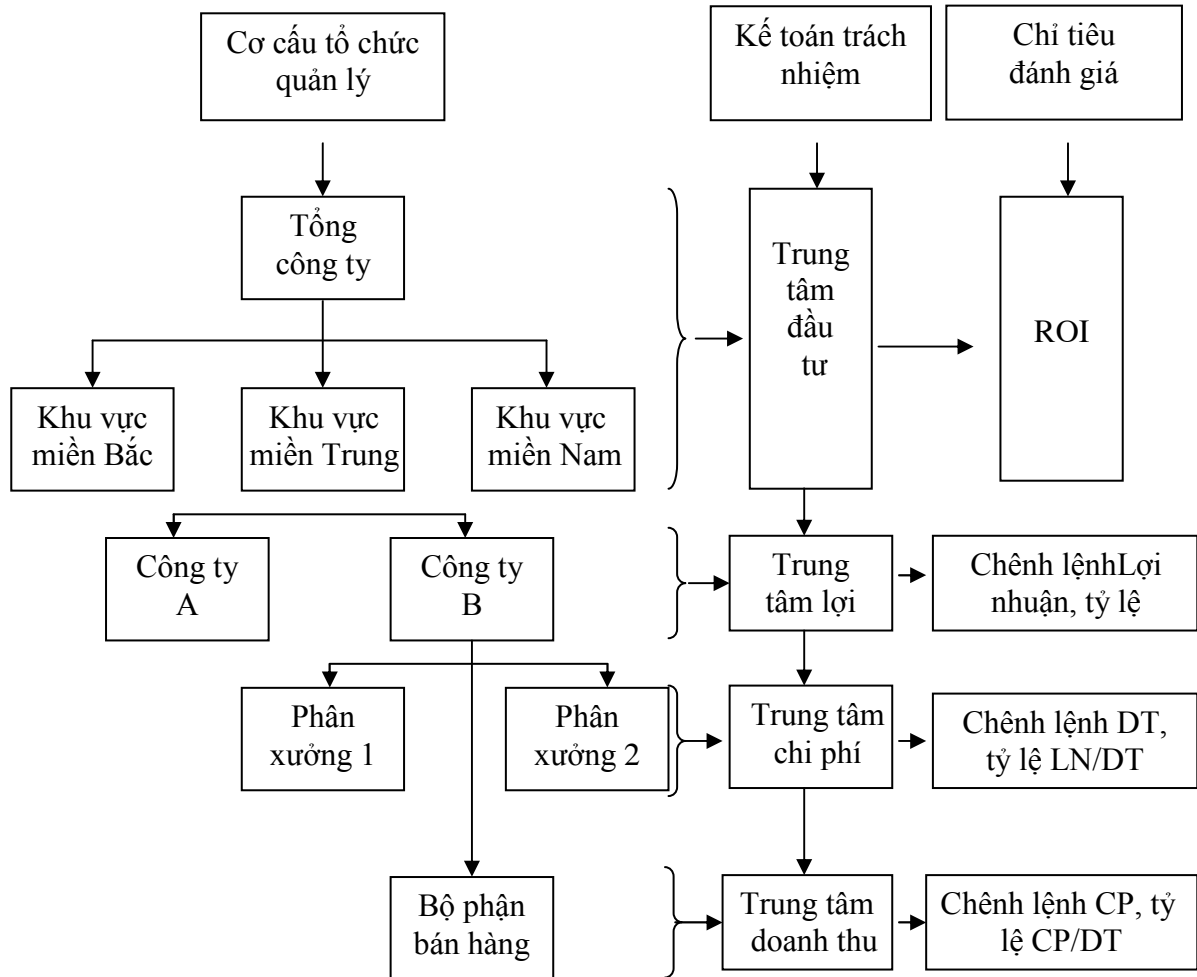 Cơ cấu tổ chức
quản lý
Kế toán trách
nhiệm
Chỉ tiêu
đánh giá
Tổng
công ty
Trung
tâm
đầu
tư
ROI
Khu vực
miền Bắc
Khu vực
miền Trung
Khu vực
miền Nam
Công ty
A
Công ty
B
Trung
tâm lợi
Chênh lệnhLợi
nhuận, tỷ lệ
Phân
xưởng 1
Phân
xưởng 2
Trung tâm
chi phí
Chênh lệnh DT,
tỷ lệ LN/DT
Bộ phận
bán hàng
Trung tâm
doanh thu
Chênh lệnh CP, tỷ
lệ CP/DT